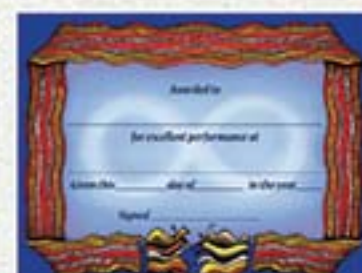 Awarded to
for excellent performance at
Given this day of in the year
Signed